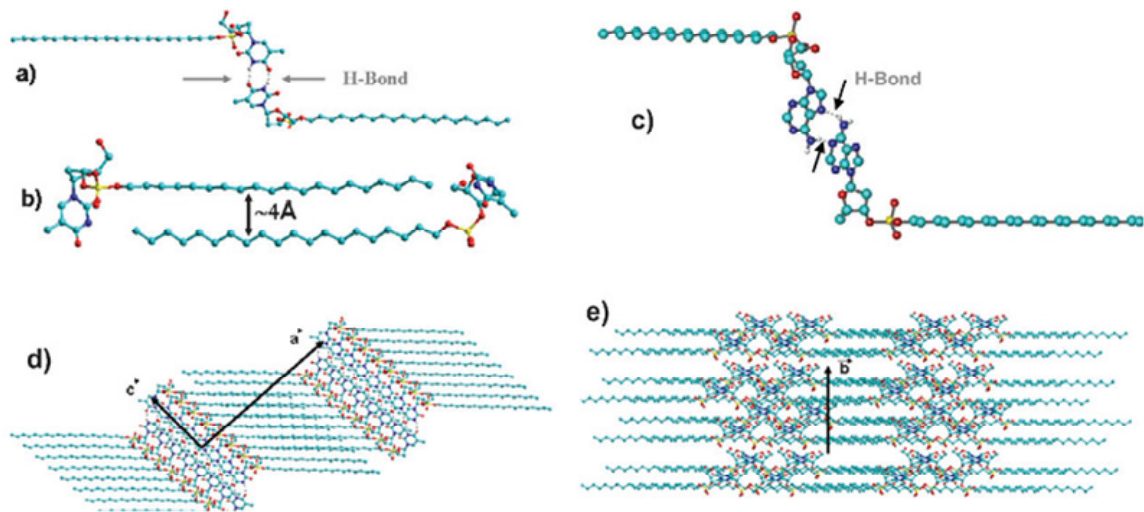 a)
H-Bond
b)
~4Å
c)
H-Bond
d)
a*
c*
e)
b*